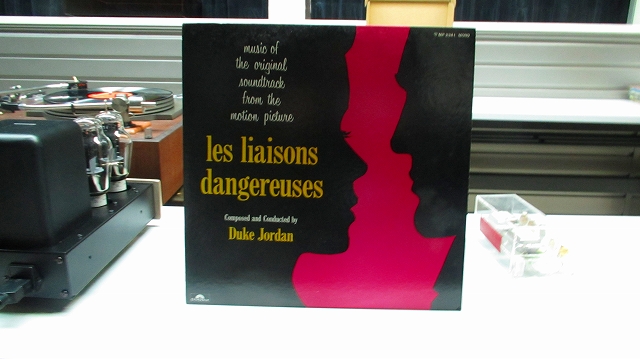 music of
the original
soundtrack
from the
motion picture
les liaisons
dangereuses
Composed and Conducted by
Duke Jordan